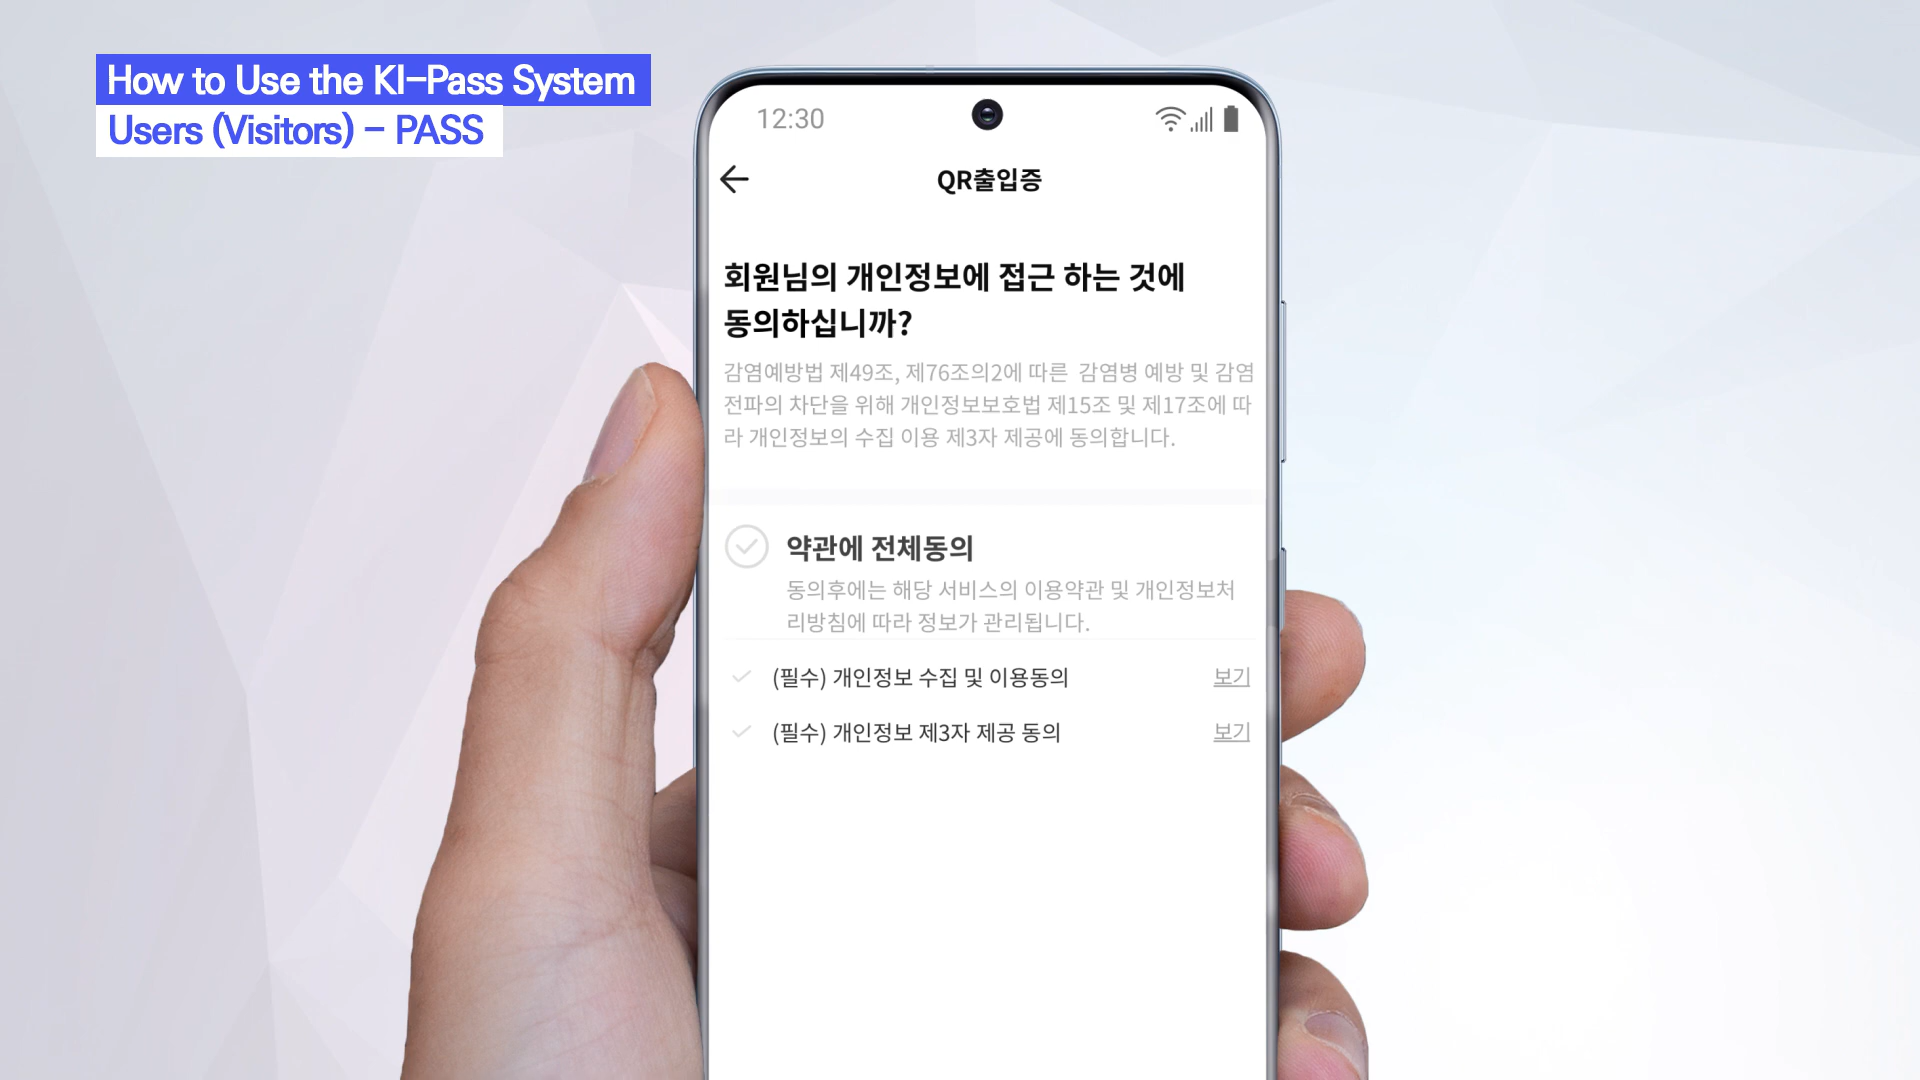 How to Use the KI-Pass System
Users (Visitors) - PASS
12:30
QR출입증
회원님의 개인정보에 접근 하는 것에
동의하십니까?
감염예방법 제49조, 제76조의2에 따른 감염병 예방 및 감염
전파의 차단을 위해 개인정보보호법 제15조 및 제17조에 따
라 개인정보의 수집 이용 제3자 제공에 동의합니다.
약관에 전체동의
동의후에는 해당 서비스의 이용약관 및 개인정보처
리방침에 따라 정보가 관리됩니다.
(필수) 개인정보 수집 및 이용동의 보기
(필수) 개인정보 제3자 제공 동의 보기